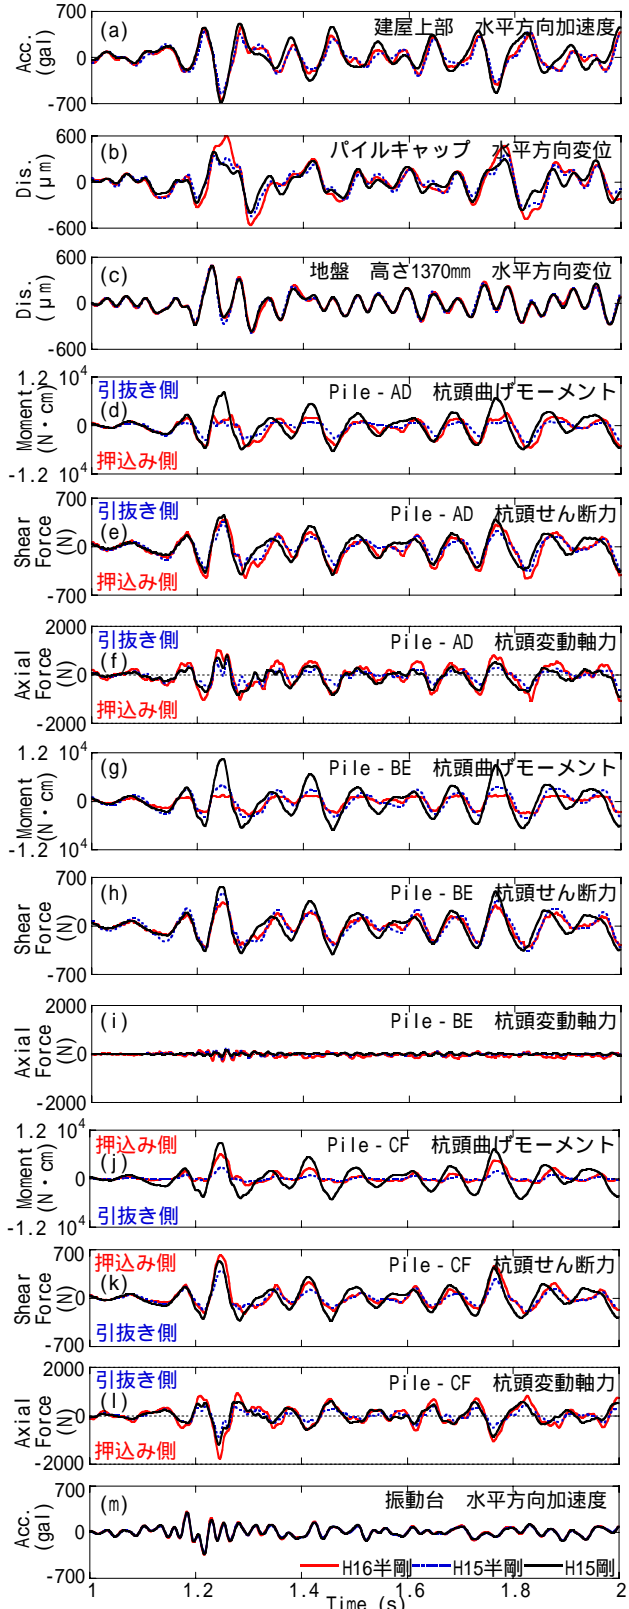 700
(a)
建屋上部　水平方向加速度
Acc.
(gal)
0
-700
600
(b)
パイルキャップ　水平方向変位
Dis.
(μm)
0
-600
600
(c)
地盤　高さ1370mm　水平方向変位
Dis.
(μm)
0
-600
1.2 10⁴
引抜き側
Pile-AD　杭頭曲げモーメント
(d)
Moment
(N・cm)
0
押込み側
-1.2 10⁴
700
引抜き側
Pile-AD　杭頭せん断力
(e)
Shear
Force
(N)
0
押込み側
-700
2000
引抜き側
Pile-AD　杭頭変動軸力
(f)
Axial
Force
(N)
0
押込み側
-2000
1.2 10⁴
(g)
Pile-BE　杭頭曲げモーメント
Moment
(N・cm)
0
-1.2 10⁴
700
(h)
Pile-BE　杭頭せん断力
Shear
Force
(N)
0
-700
2000
(i)
Pile-BE　杭頭変動軸力
Axial
Force
(N)
0
-2000
1.2 10⁴
押込み側
Pile-CF　杭頭曲げモーメント
(j)
Moment
(N・cm)
0
引抜き側
-1.2 10⁴
700
押込み側
Pile-CF　杭頭せん断力
(k)
Shear
Force
(N)
0
引抜き側
-700
2000
引抜き側
Pile-CF　杭頭変動軸力
(l)
Axial
Force
(N)
0
押込み側
-2000
700
(m)
振動台　水平方向加速度
Acc.
(gal)
0
H16半剛 H15半剛 H15剛
-700
1 1.2 1.4 1.6 1.8 2
Time (s)